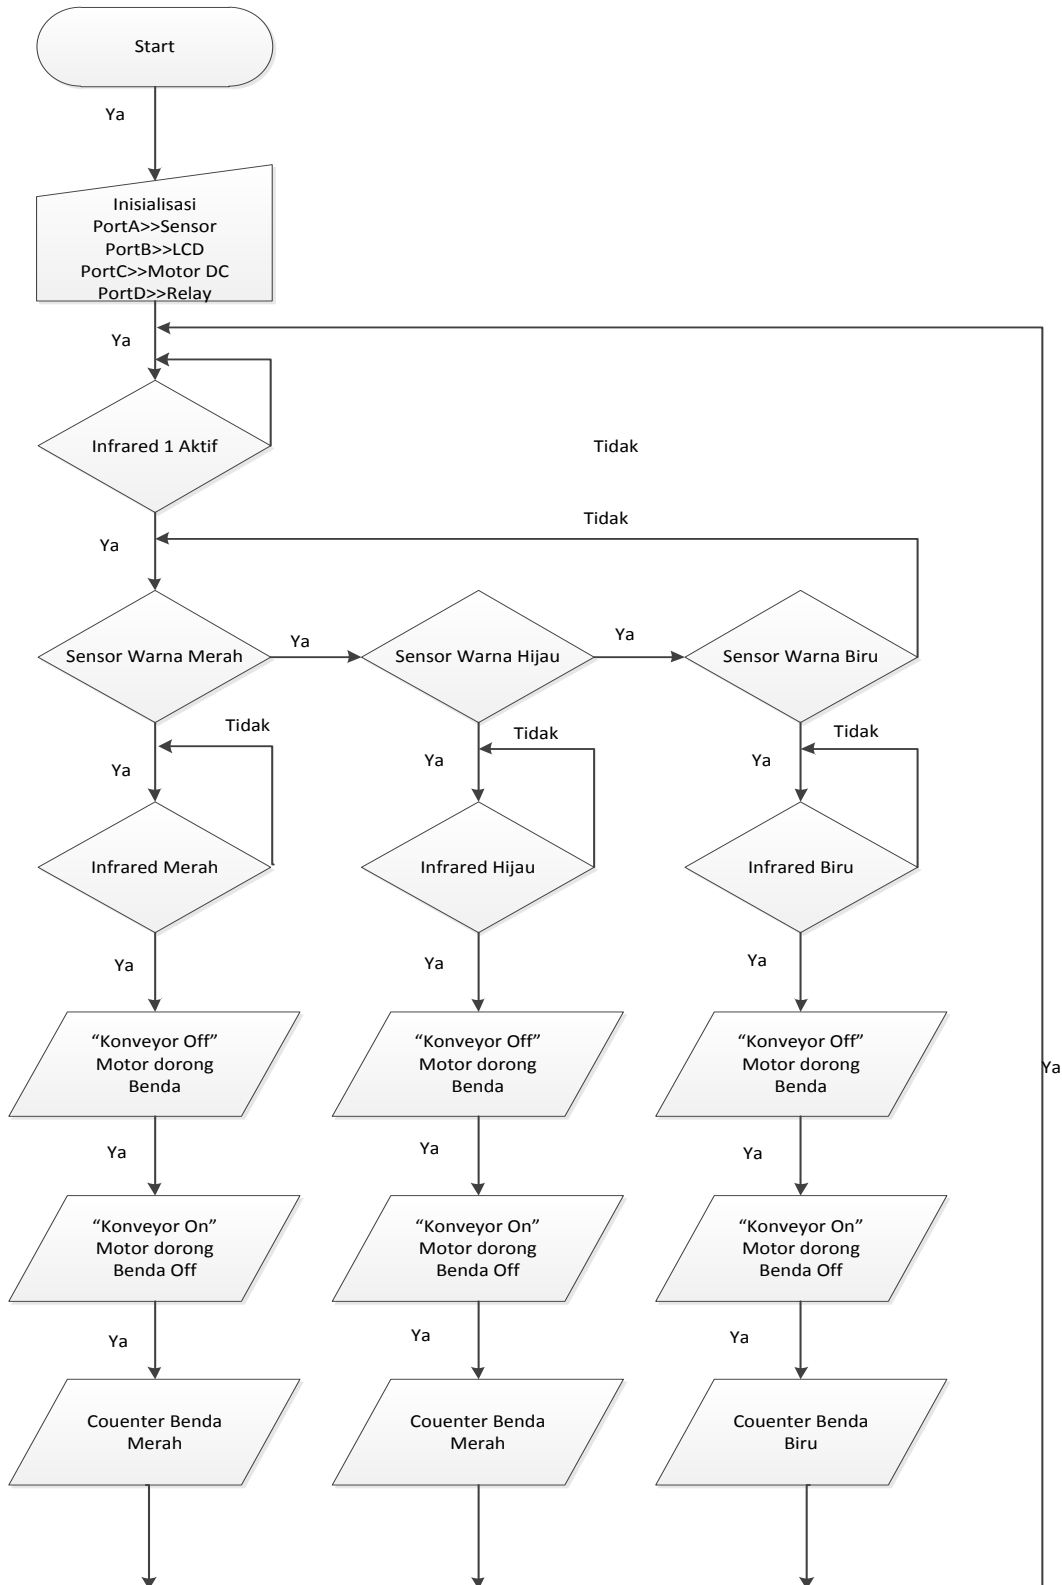 Start
Ya
Inisialisasi
PortA>>Sensor
PortB>>LCD
PortC>>Motor DC
PortD>>Relay
Ya
Infrared 1 Aktif
Tidak
Tidak
Ya
Sensor Warna Merah
Ya
Sensor Warna Hijau
Ya
Sensor Warna Biru
Tidak
Ya
Tidak
Ya
Tidak
Ya
Infrared Merah
Infrared Hijau
Infrared Biru
Ya
Ya
Ya
“Konveyor Off”
Motor dorong
Benda
“Konveyor Off”
Motor dorong
Benda
“Konveyor Off”
Motor dorong
Benda
Ya
Ya
Ya
Ya
“Konveyor On”
Motor dorong
Benda Off
“Konveyor On”
Motor dorong
Benda Off
“Konveyor On”
Motor dorong
Benda Off
Ya
Ya
Ya
Couenter Benda
Merah
Couenter Benda
Merah
Couenter Benda
Biru